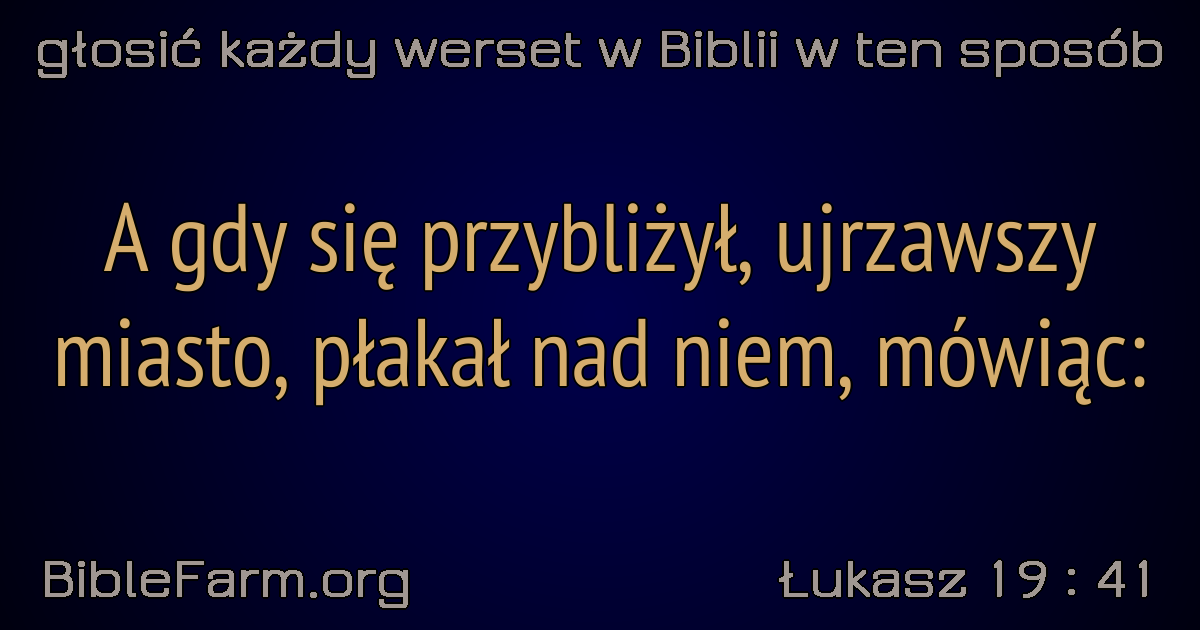 głosić każdy werset w Biblii w ten sposób
A gdy się przybliżył, ujrzawszy
miasto, płakał nad niem, mówiąc:
BibleFarm.org
Łukasz 19 : 41